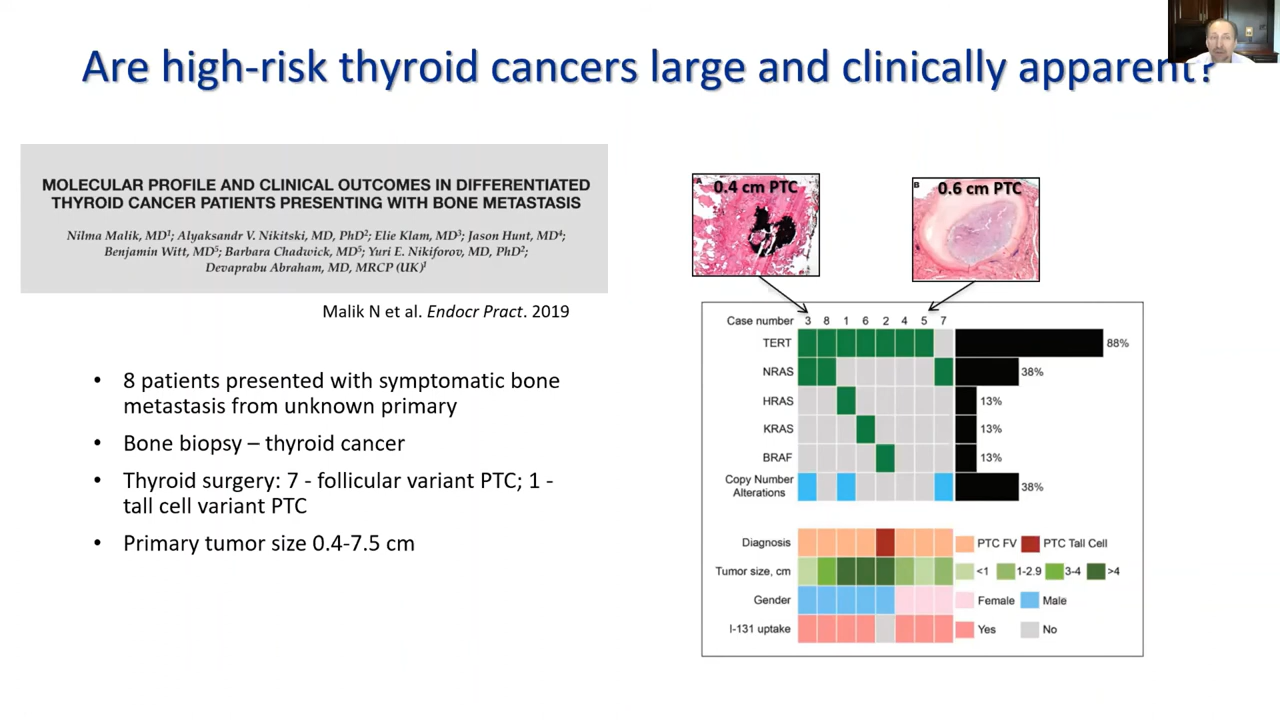 Are high-risk thyroid cancers large and clinically apparent?
MOLECULAR PROFILE AND CLINICAL OUTCOMES IN DIFFERENTIATED
THYROID CANCER PATIENTS PRESENTING WITH BONE METASTASIS
Nilma Malik, MD¹; Alyaksandr V. Nikitski, MD, PhD²; Elie Klam, MD³; Jason Hunt, MD⁴;
Benjamin Witt, MD⁵; Barbara Chadwick, MD⁵; Yuri E. Nikiforov, MD, PhD²;
Devaprabu Abraham, MD, MRCP (UK)¹
Malik N et al. Endocr Pract. 2019
• 8 patients presented with symptomatic bone
metastasis from unknown primary
• Bone biopsy – thyroid cancer
• Thyroid surgery: 7 - follicular variant PTC; 1 -
tall cell variant PTC
• Primary tumor size 0.4-7.5 cm
A
0.4 cm PTC
B
0.6 cm PTC
Case number 3 8 1 6 2 4 5 7
TERT 88%
NRAS 38%
HRAS 13%
KRAS 13%
BRAF 13%
Copy Number
Alterations 38%
Diagnosis PTC FV PTC Tall Cell
Tumor size, cm <1 1-2.9 3-4 >4
Gender Female Male
I-131 uptake Yes No